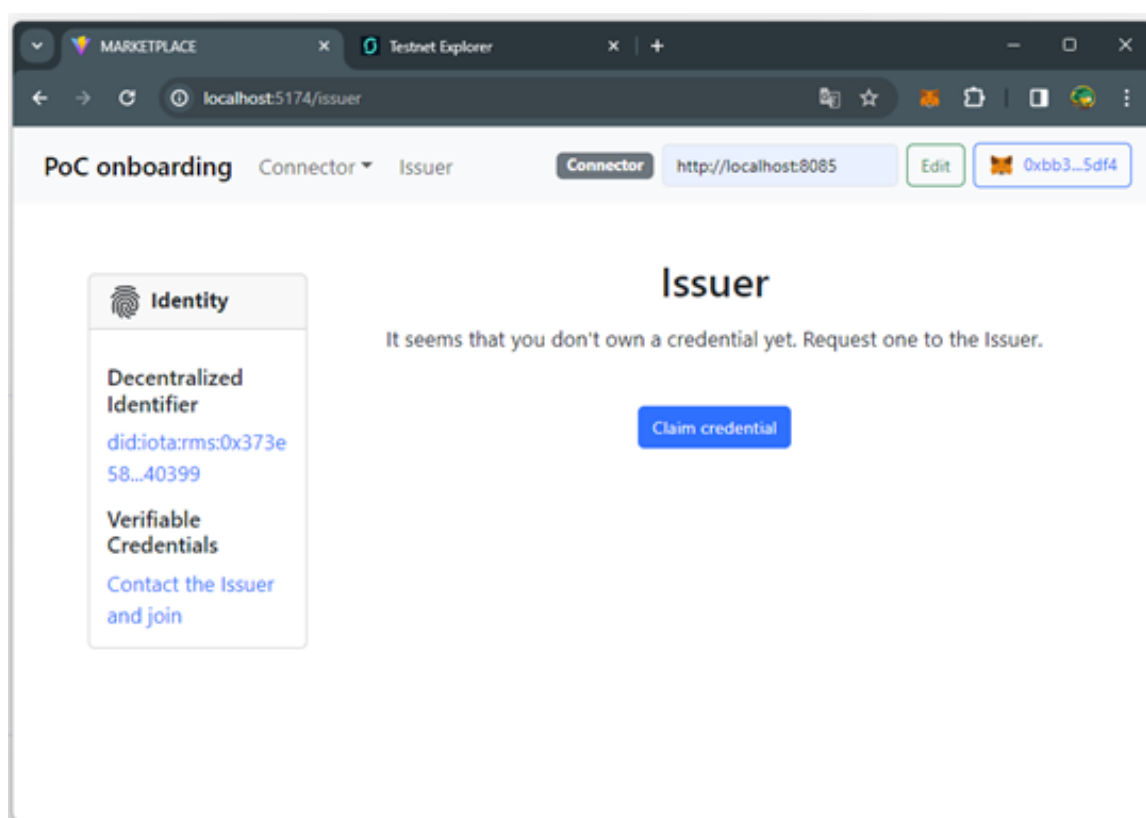 MARKETPLACE
Testnet Explorer
localhost:5174/issuer
PoC onboarding
Connector
Issuer
Connector
http://localhost:8085
Edit
0xbb3...5df4
Identity
Decentralized
Identifier
did:iota:rms:0x373e
58...40399
Verifiable
Credentials
Contact the Issuer
and join
Issuer
It seems that you don't own a credential yet. Request one to the Issuer.
Claim credential